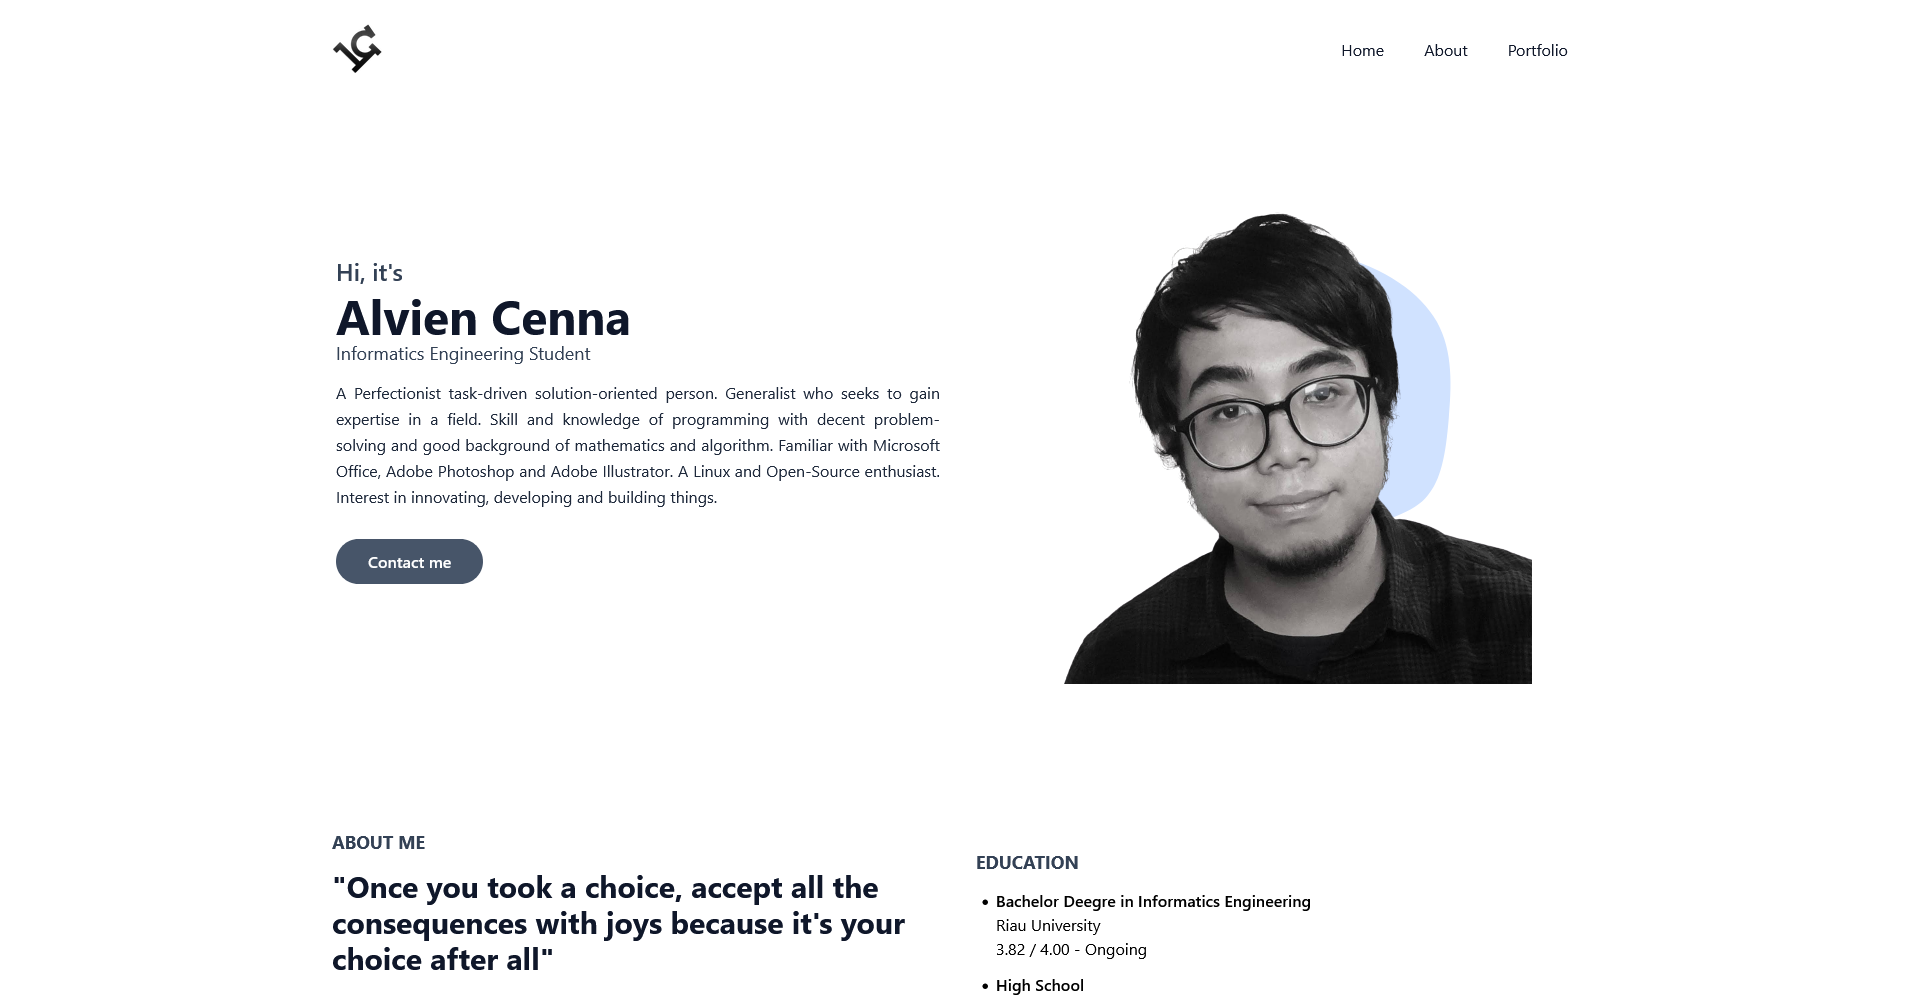 Home About Portfolio
Hi, it's
Alvien Cenna
Informatics Engineering Student
A Perfectionist task-driven solution-oriented person. Generalist who seeks to gain
expertise in a field. Skill and knowledge of programming with decent problem-
solving and good background of mathematics and algorithm. Familiar with Microsoft
Office, Adobe Photoshop and Adobe Illustrator. A Linux and Open-Source enthusiast.
Interest in innovating, developing and building things.
Contact me
ABOUT ME
"Once you took a choice, accept all the
consequences with joys because it's your
choice after all"
EDUCATION
• Bachelor Deegre in Informatics Engineering
Riau University
3.82 / 4.00 - Ongoing
• High School